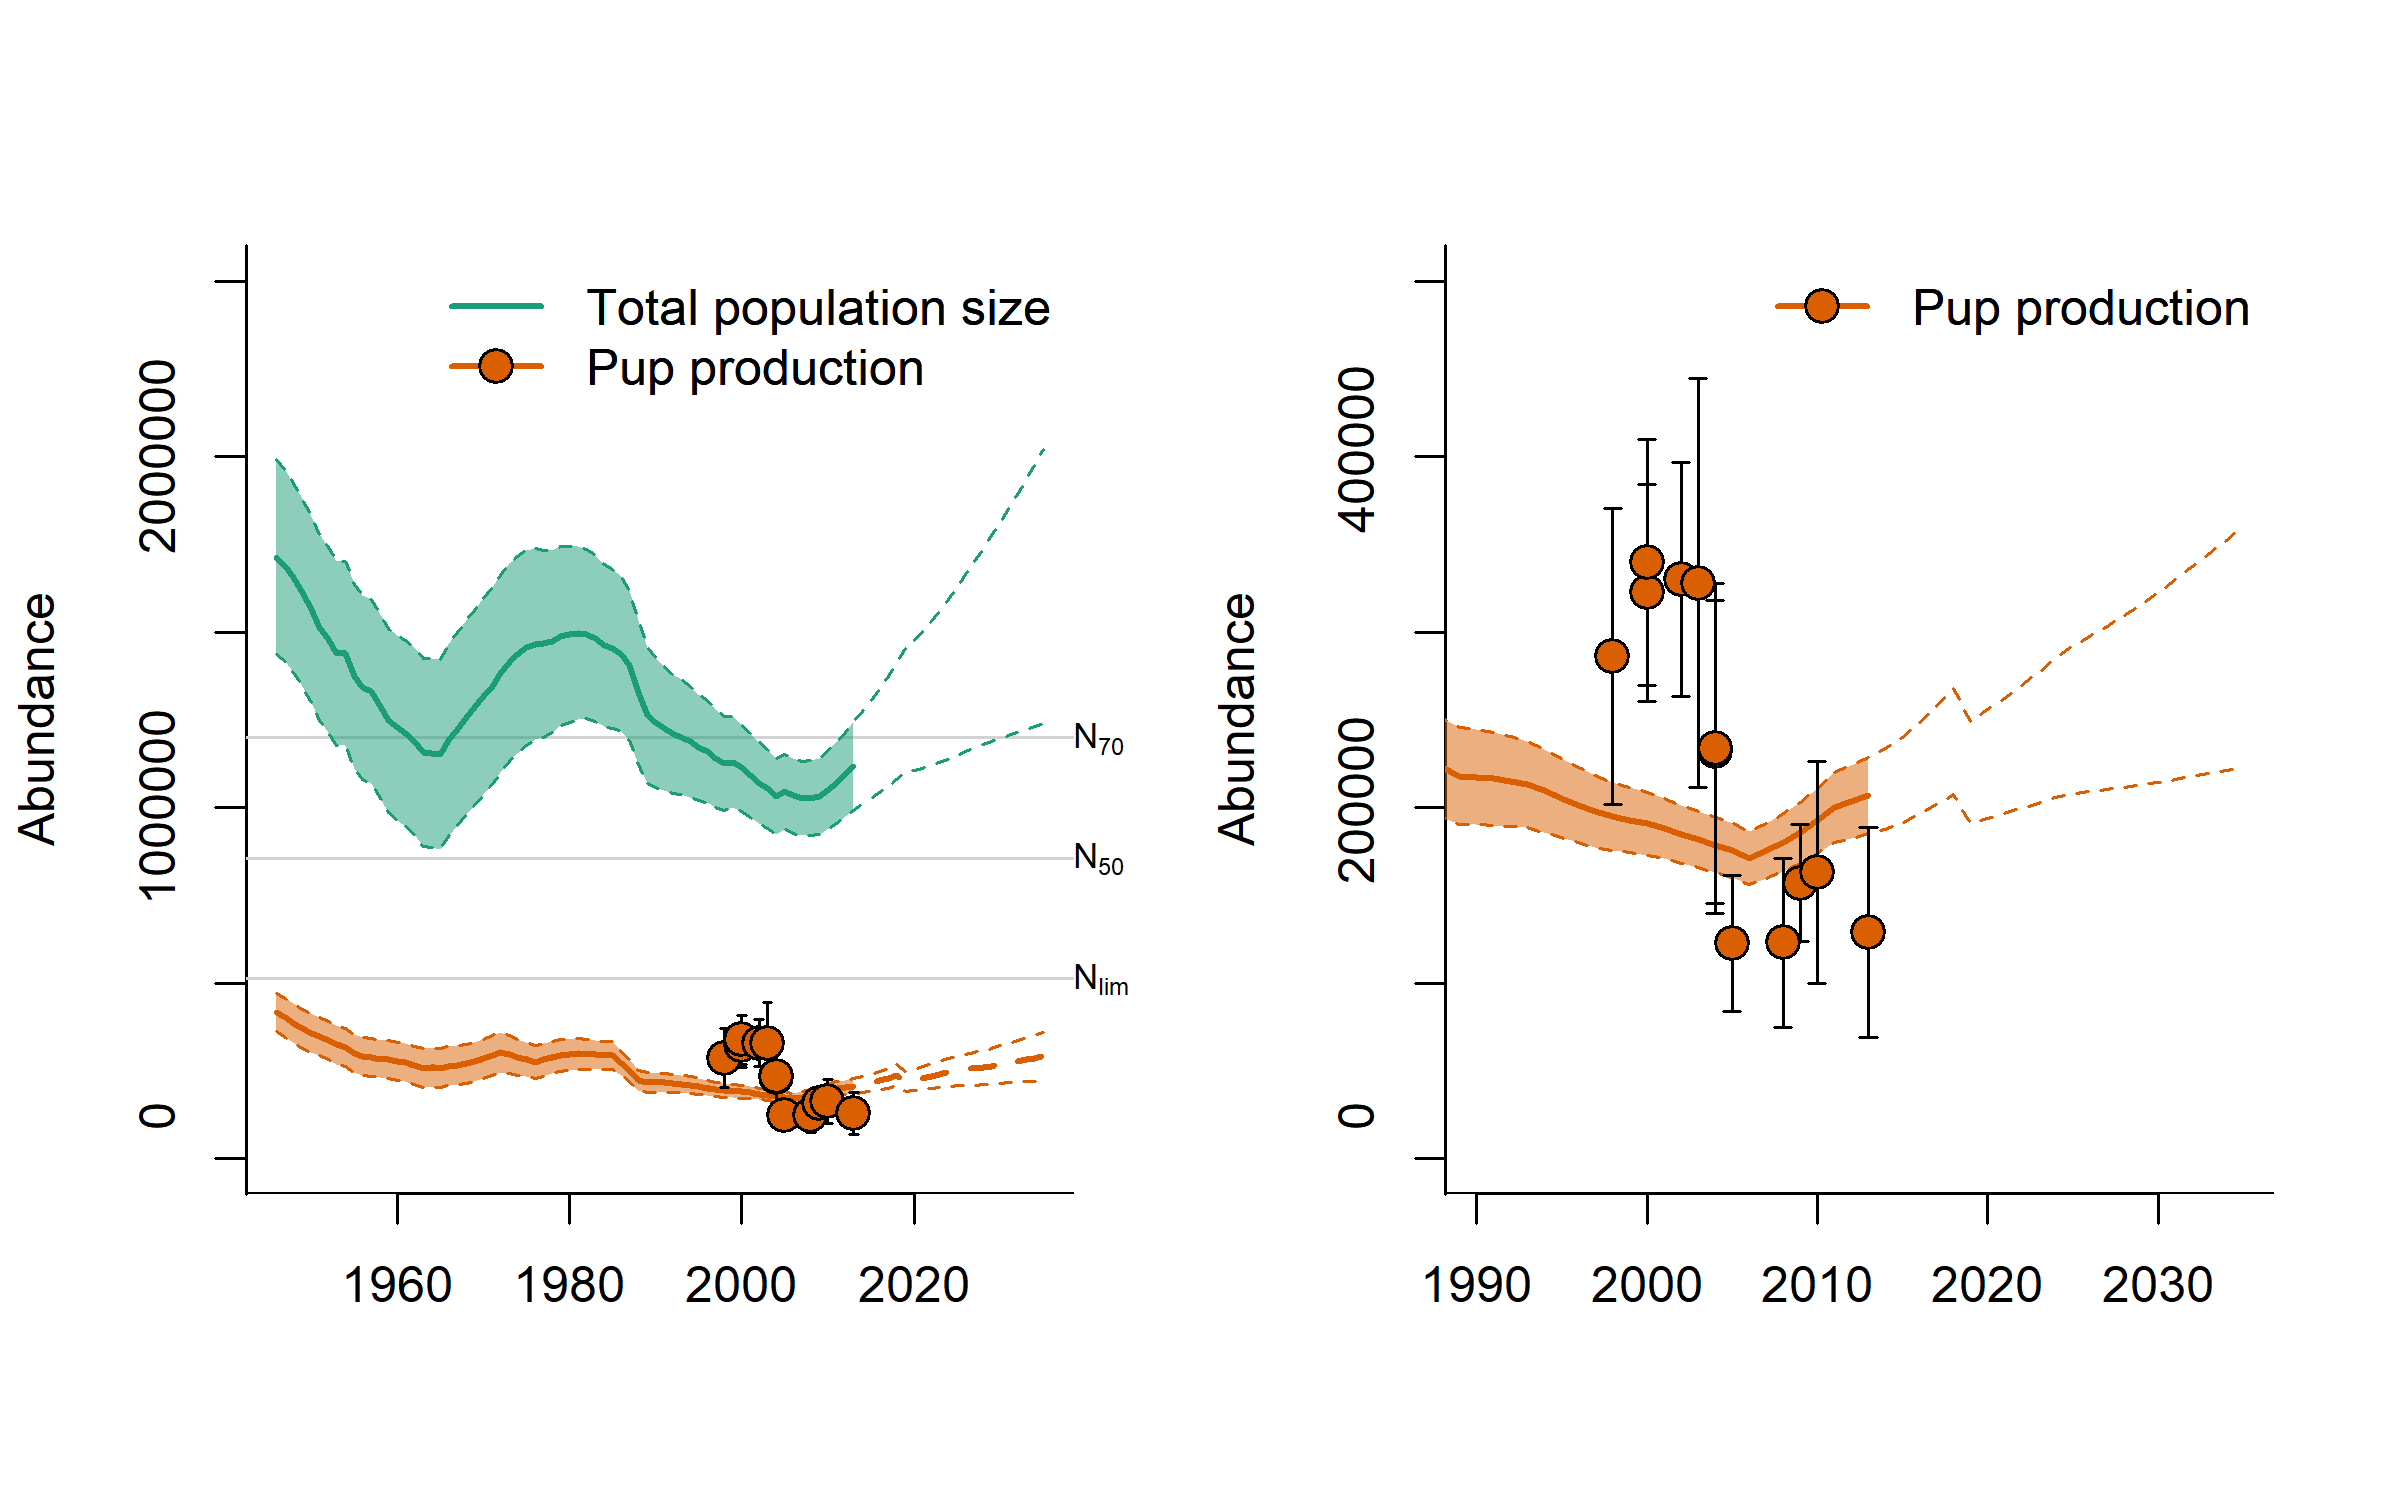 Total population size
Pup production
Abundance
2000000
1000000
0
N70
N50
Nlim
1960 1980 2000 2020
Pup production
Abundance
400000
200000
0
1990 2000 2010 2020 2030